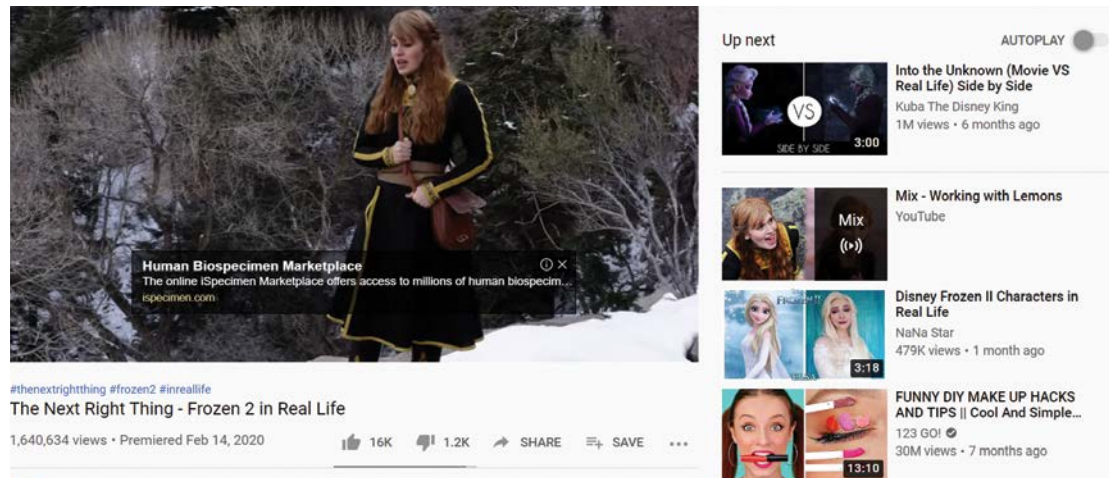 Human Biospecimen Marketplace
The online iSpecimen Marketplace offers access to millions of human biospecim...
ispecimen.com
#thenextrightthing #frozen2 #inreallife
The Next Right Thing - Frozen 2 in Real Life
1,640,634 views • Premiered Feb 14, 2020
16K
1.2K
SHARE
SAVE
Up next
AUTOPLAY
VS
SIDE BY SIDE
3:00
Into the Unknown (Movie VS
Real Life) Side by Side
Kuba The Disney King
1M views • 6 months ago
Mix
Mix - Working with Lemons
YouTube
3:18
Disney Frozen II Characters in
Real Life
NaNa Star
479K views • 1 month ago
13:10
FUNNY DIY MAKE UP HACKS
AND TIPS || Cool And Simple...
123 GO!
30M views • 7 months ago